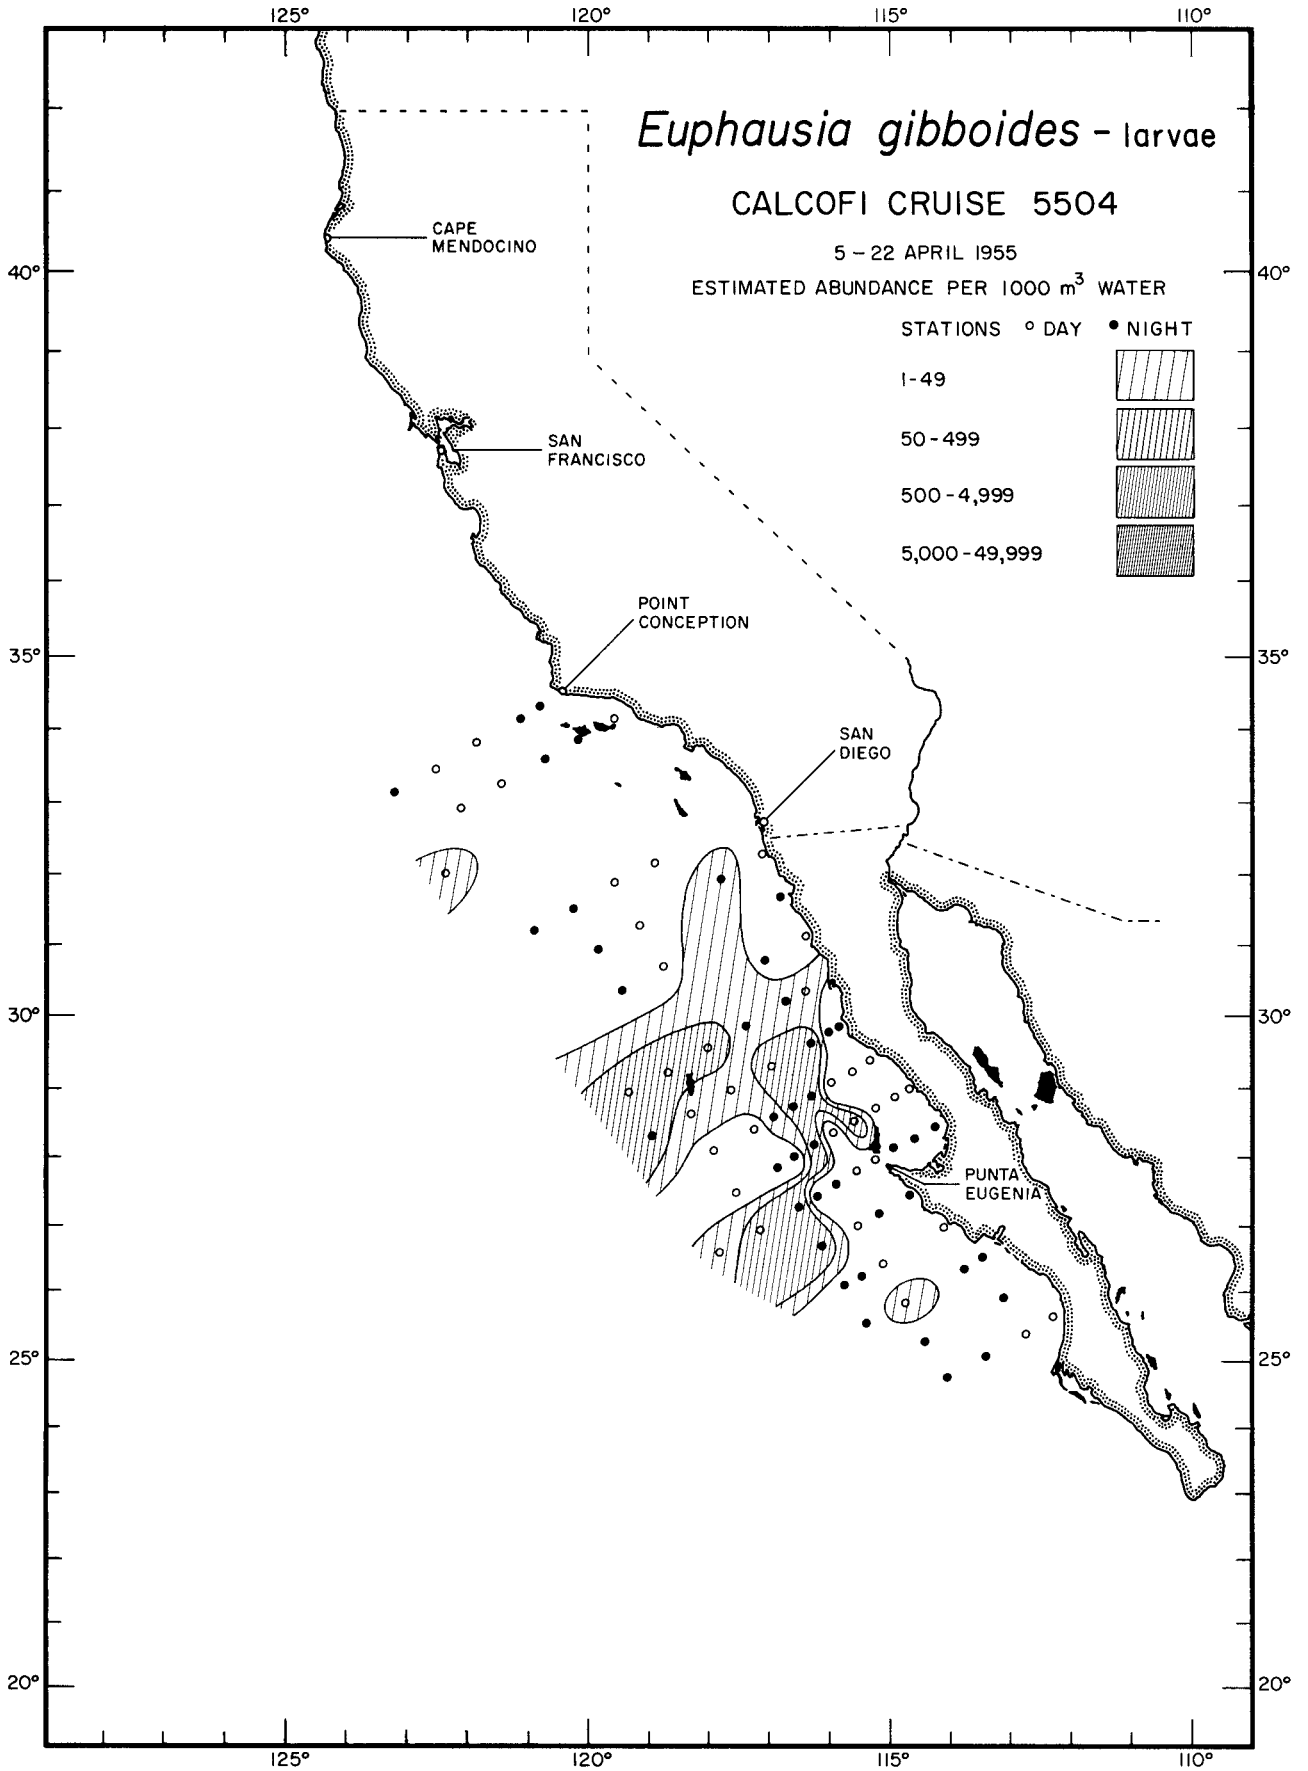 125° 120° 115° 110°
Euphausia gibboides - larvae
CALCOFI CRUISE 5504
5 - 22 APRIL 1955
ESTIMATED ABUNDANCE PER 1000 m³ WATER
STATIONS ○ DAY ● NIGHT
1-49
50-499
500-4,999
5,000-49,999
CAPE
MENDOCINO
40° 40°
SAN
FRANCISCO
POINT
CONCEPTION
35° 35°
SAN
DIEGO
30° 30°
PUNTA
EUGENIA
25° 25°
20° 20°
125° 120° 115° 110°